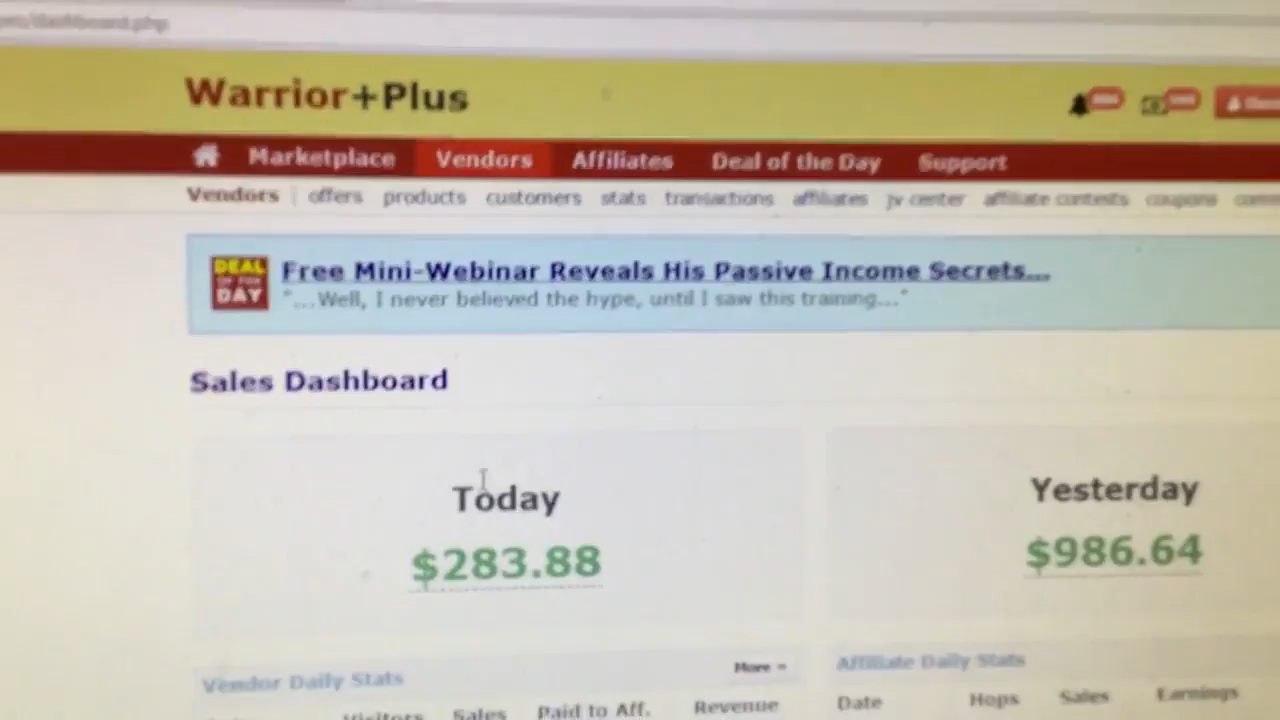 dashboard.php
Warrior+Plus
Marketplace Vendors Affiliates Deal of the Day Support
Vendors | offers products customers stats transactions affiliates jv center affiliate contests coupons
DEAL OF THE DAY
Free Mini-Webinar Reveals His Passive Income Secrets...
"...Well, I never believed the hype, until I saw this training..."
Sales Dashboard
Today Yesterday
$283.88 $986.64
Vendor Daily Stats More » Affiliate Daily Stats
Visitors Sales Paid to Aff. Revenue Date Hops Sales Earnings